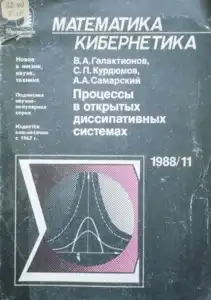 МАТЕМАТИКА
КИБЕРНЕТИКА
Новое
в жизни,
науке,
технике
Подписная
научно-
популярная
серия
Издается
ежемесячно
с 1967 г.
В.А.Галактионов,
С.П.Курдюмов,
А.А.Самарский
Процессы
в открытых
диссипативных
системах
1988/11